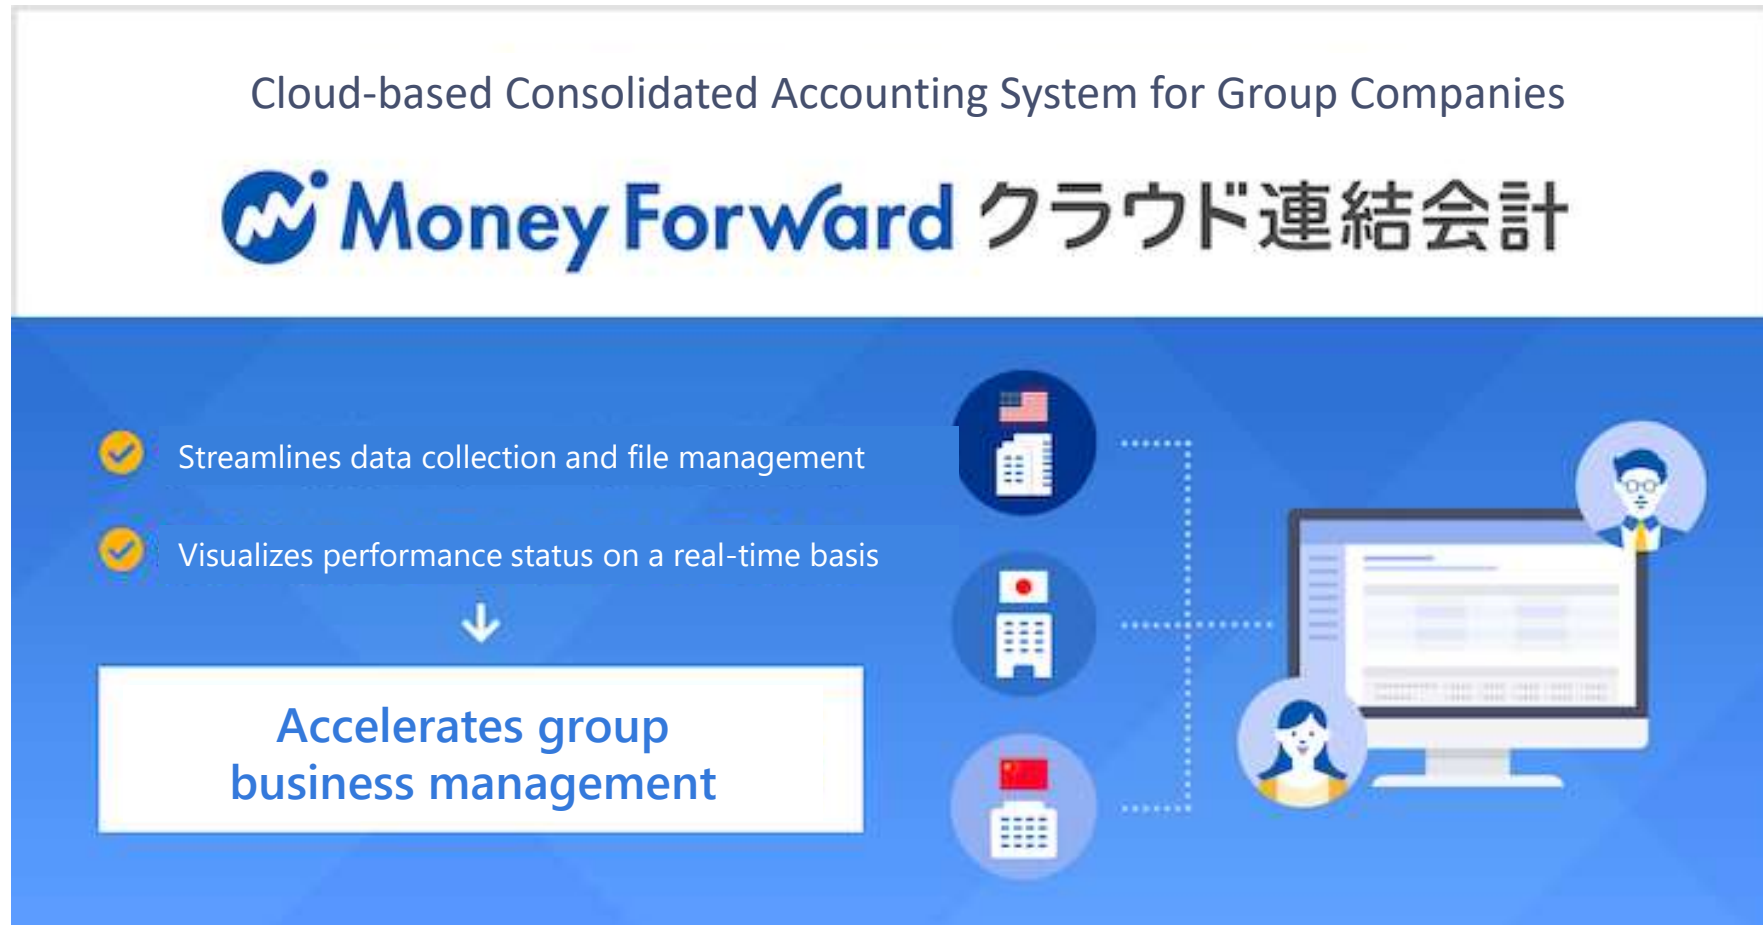 Cloud-based Consolidated Accounting System for Group Companies
Money Forward クラウド連結会計
Streamlines data collection and file management
Visualizes performance status on a real-time basis
Accelerates group
business management